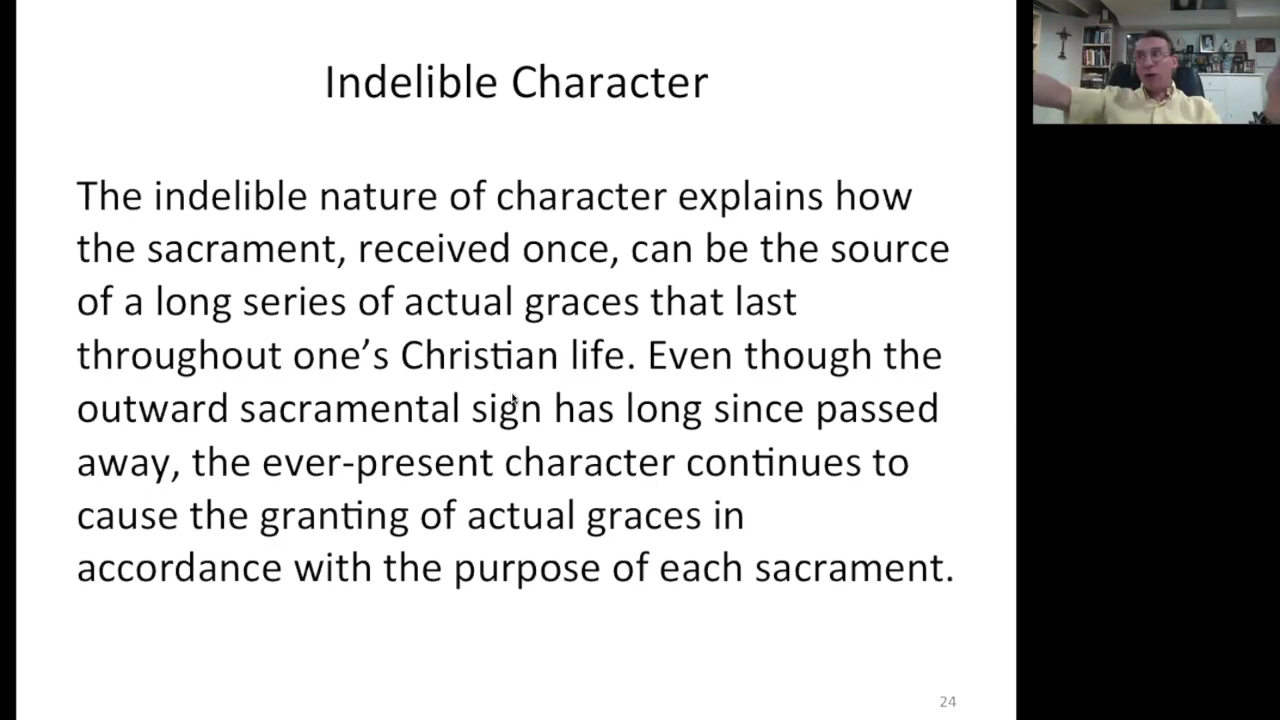 Indelible Character
The indelible nature of character explains how
the sacrament, received once, can be the source
of a long series of actual graces that last
throughout one’s Christian life. Even though the
outward sacramental sign has long since passed
away, the ever-present character continues to
cause the granting of actual graces in
accordance with the purpose of each sacrament.
24